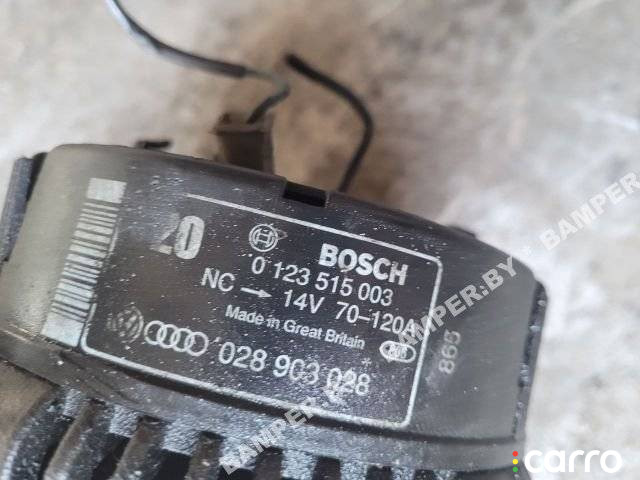 20
BOSCH
0 123 515 003
NC → 14V 70-120A
Made in Great Britain
028 903 028
865
BAMPER.BY * BAMPER.BY * BAMPER.BY
carro